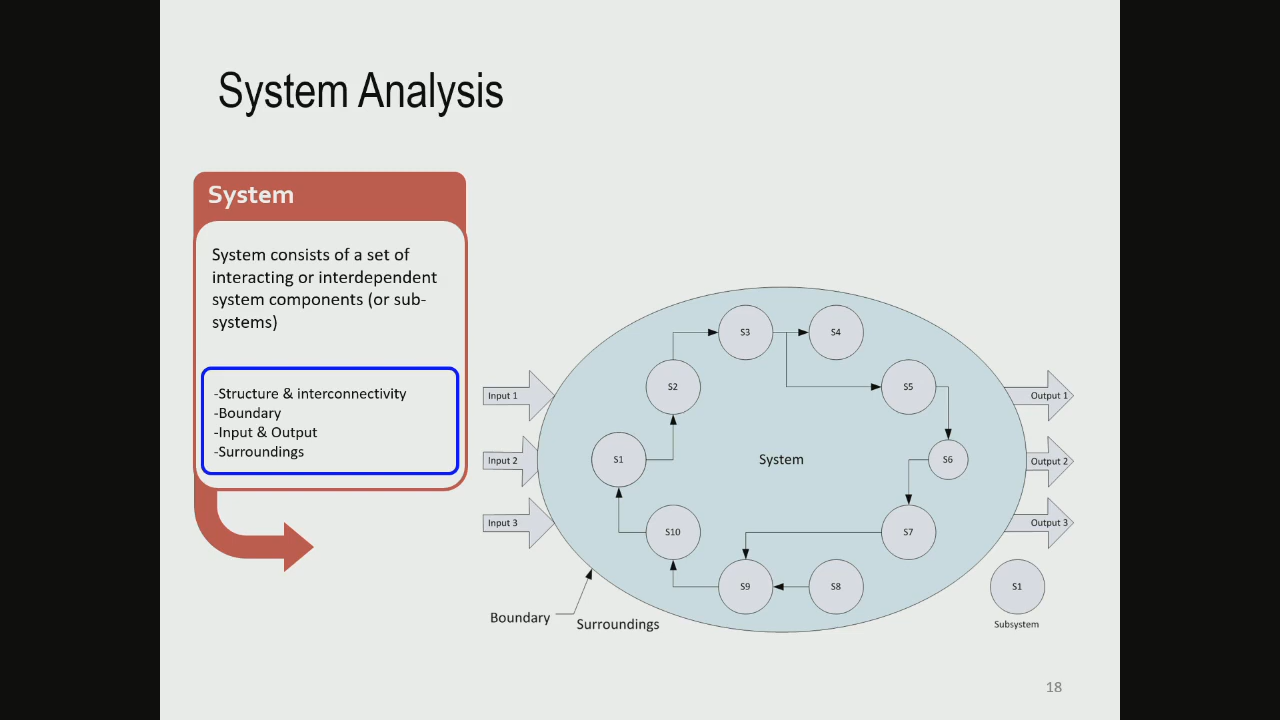 System Analysis
System
System consists of a set of
interacting or interdependent
system components (or sub-
systems)
-Structure & interconnectivity
-Boundary
-Input & Output
-Surroundings
S3
S4
S2
S5
Input 1
Output 1
S1
System
S6
Input 2
Output 2
Input 3
S10
S7
Output 3
S9
S8
S1
Boundary
Surroundings
Subsystem
18